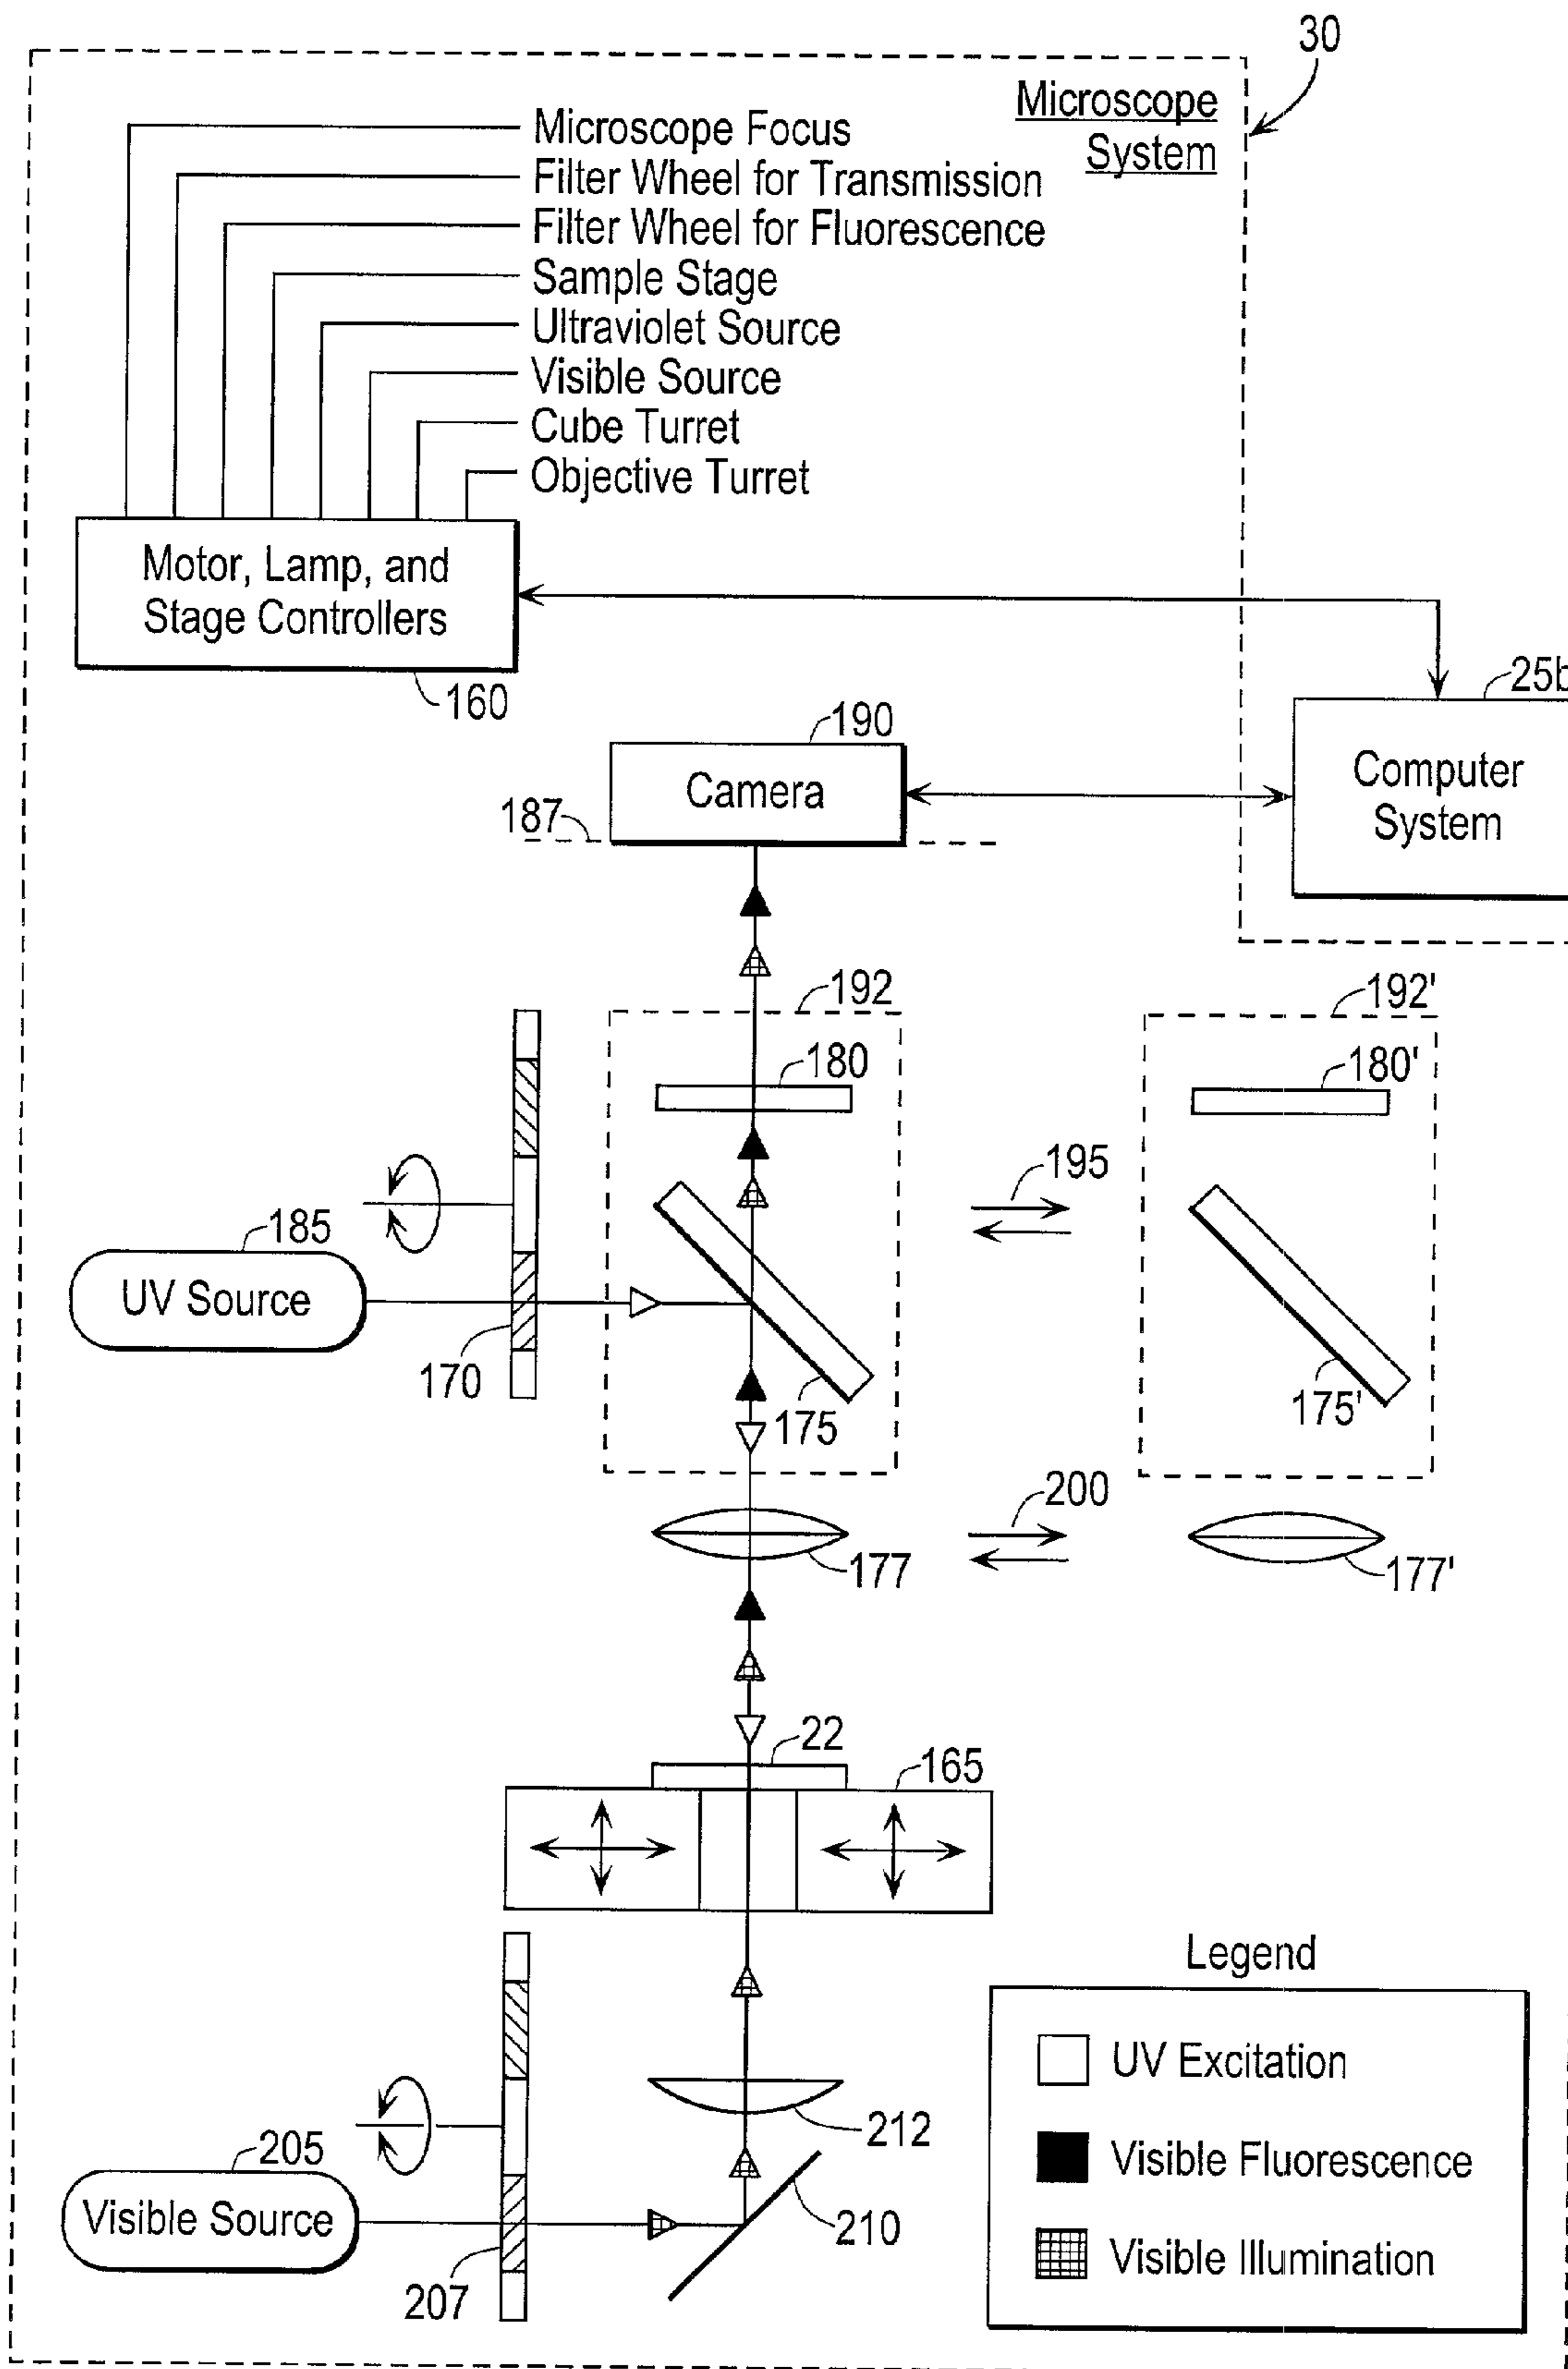 30
Microscope
System
Microscope Focus
Filter Wheel for Transmission
Filter Wheel for Fluorescence
Sample Stage
Ultraviolet Source
Visible Source
Cube Turret
Objective Turret
Motor, Lamp, and
Stage Controllers
160
25b
190
Camera
187
Computer
System
192
192'
180
180'
195
185
UV Source
170
175
175'
200
177
177'
22
165
Legend
UV Excitation
Visible Fluorescence
Visible Illumination
212
205
Visible Source
210
207